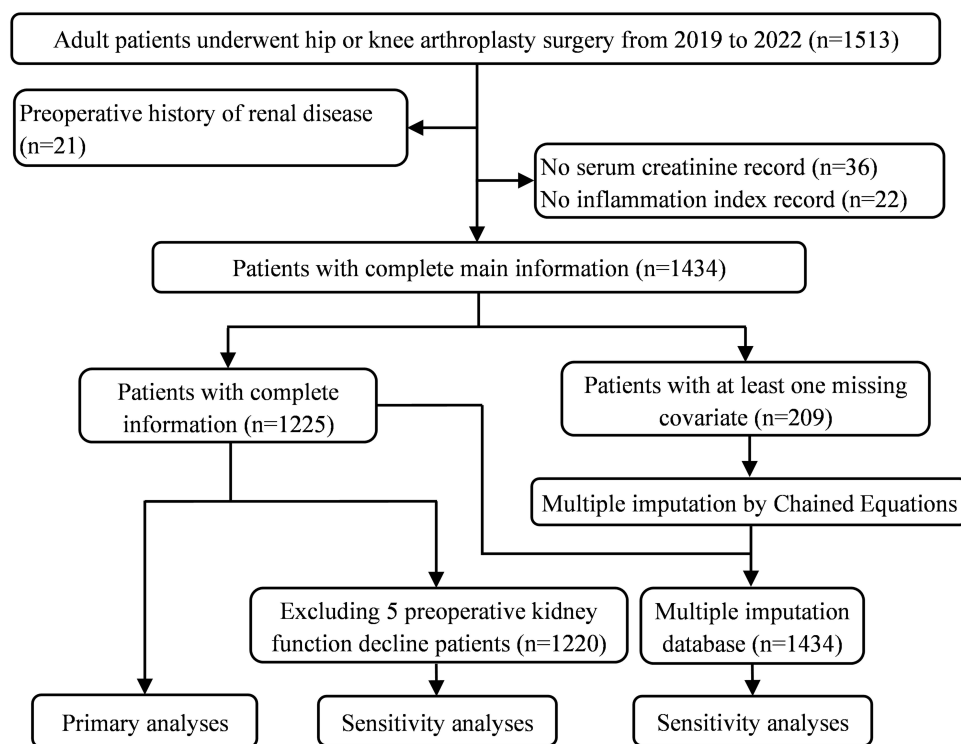 Adult patients underwent hip or knee arthroplasty surgery from 2019 to 2022 (n=1513)
Preoperative history of renal disease
(n=21)
No serum creatinine record (n=36)
No inflammation index record (n=22)
Patients with complete main information (n=1434)
Patients with complete
information (n=1225)
Patients with at least one missing
covariate (n=209)
Multiple imputation by Chained Equations
Excluding 5 preoperative kidney
function decline patients (n=1220)
Multiple imputation
database (n=1434)
Primary analyses
Sensitivity analyses
Sensitivity analyses